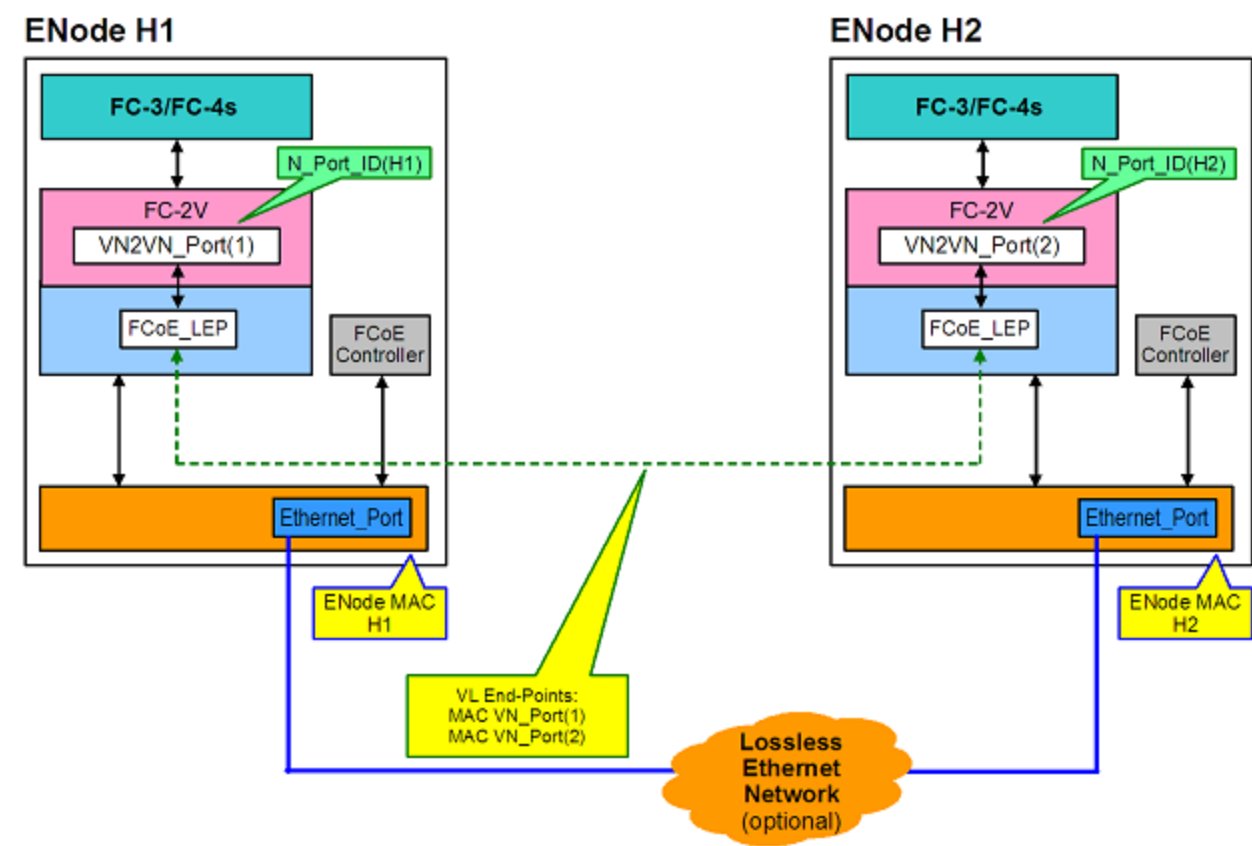 ENode H1
FC-3/FC-4s
N_Port_ID(H1)
FC-2V
VN2VN_Port(1)
FCoE_LEP
FCoE
Controller
Ethernet_Port
ENode MAC
H1
ENode H2
FC-3/FC-4s
N_Port_ID(H2)
FC-2V
VN2VN_Port(2)
FCoE_LEP
FCoE
Controller
Ethernet_Port
ENode MAC
H2
VL End-Points:
MAC VN_Port(1)
MAC VN_Port(2)
Lossless
Ethernet
Network
(optional)